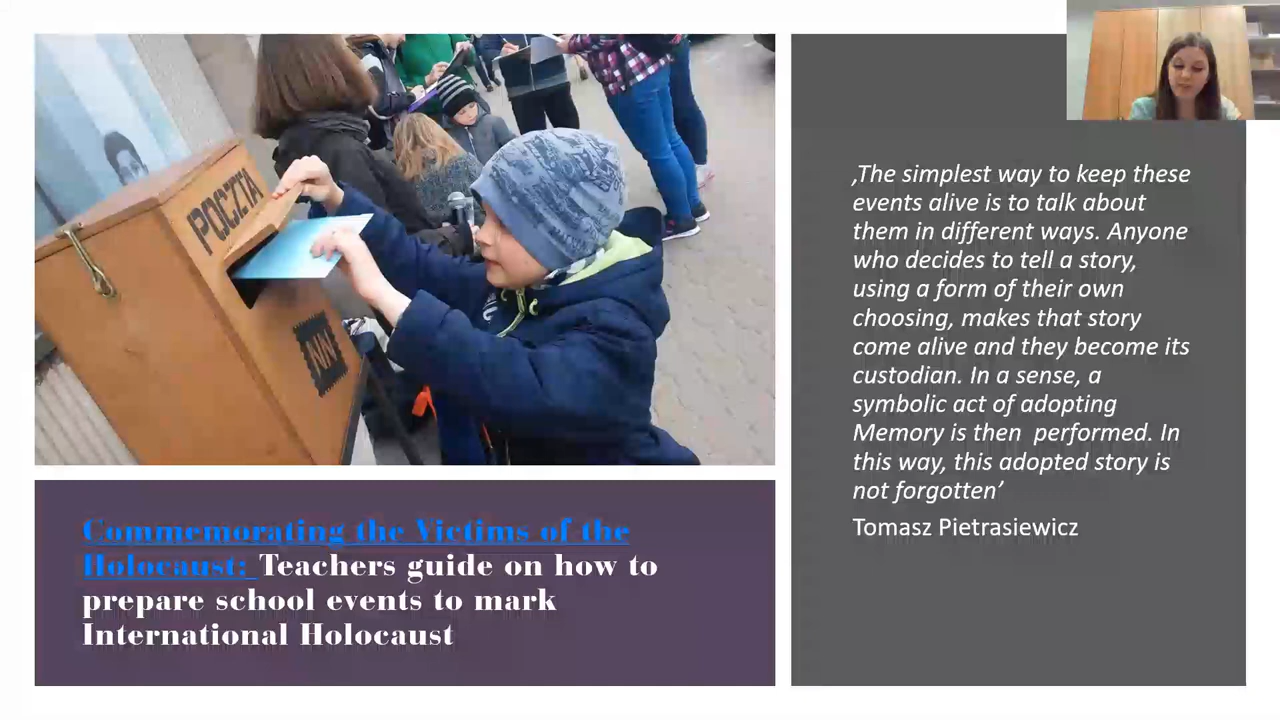 POCZTA
NN
Commemorating the Victims of the
Holocaust: Teachers guide on how to
prepare school events to mark
International Holocaust
‚The simplest way to keep these
events alive is to talk about
them in different ways. Anyone
who decides to tell a story,
using a form of their own
choosing, makes that story
come alive and they become its
custodian. In a sense, a
symbolic act of adopting
Memory is then  performed. In
this way, this adopted story is
not forgotten’
Tomasz Pietrasiewicz